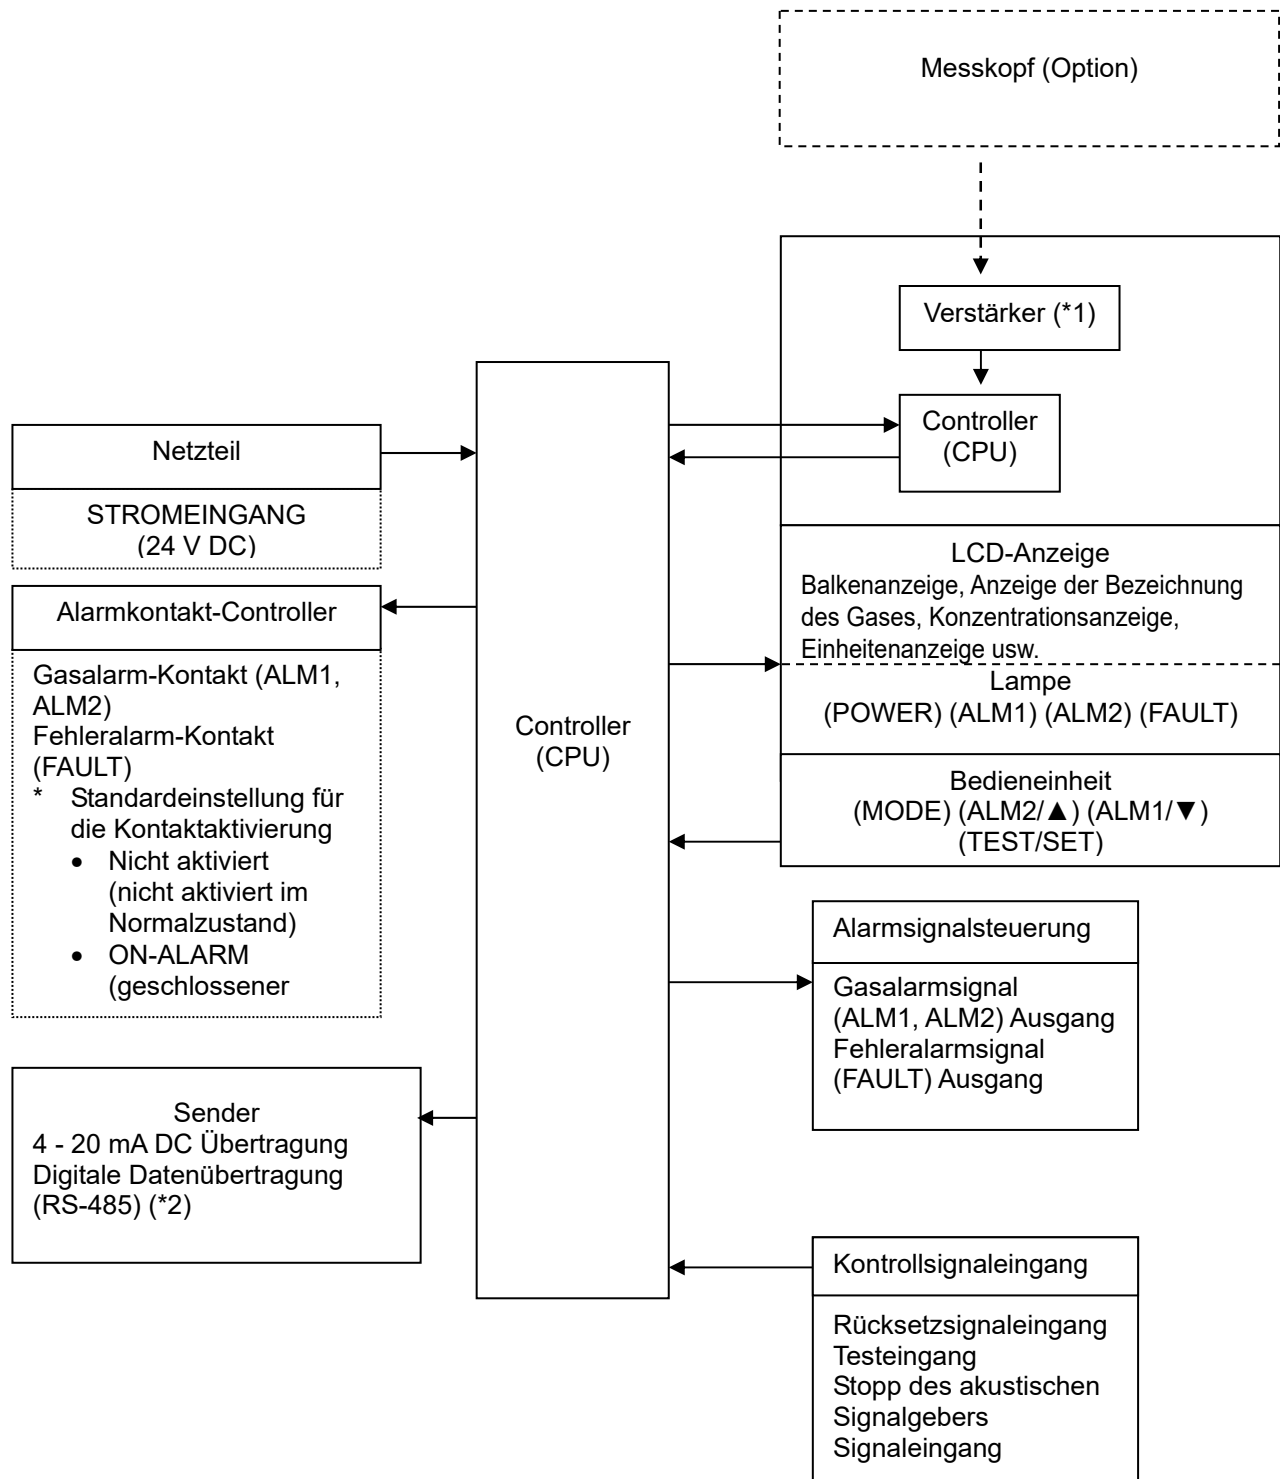 Messkopf (Option)
Verstärker (*1)
Controller
(CPU)
Netzteil
STROMEINGANG
(24 V DC)
LCD-Anzeige
Balkenanzeige, Anzeige der Bezeichnung
des Gases, Konzentrationsanzeige,
Einheitenanzeige usw.
Lampe
(POWER) (ALM1) (ALM2) (FAULT)
Alarmkontakt-Controller
Gasalarm-Kontakt (ALM1,
ALM2)
Fehleralarm-Kontakt
(FAULT)
* Standardeinstellung für
die Kontaktaktivierung
• Nicht aktiviert
(nicht aktiviert im
Normalzustand)
• ON-ALARM
(geschlossener
Controller
(CPU)
Bedieneinheit
(MODE) (ALM2/▲) (ALM1/▼)
(TEST/SET)
Alarmsignalsteuerung
Gasalarmsignal
(ALM1, ALM2) Ausgang
Fehleralarmsignal
(FAULT) Ausgang
Sender
4 - 20 mA DC Übertragung
Digitale Datenübertragung
(RS-485) (*2)
Kontrollsignaleingang
Rücksetzsignaleingang
Testeingang
Stopp des akustischen
Signalgebers
Signaleingang